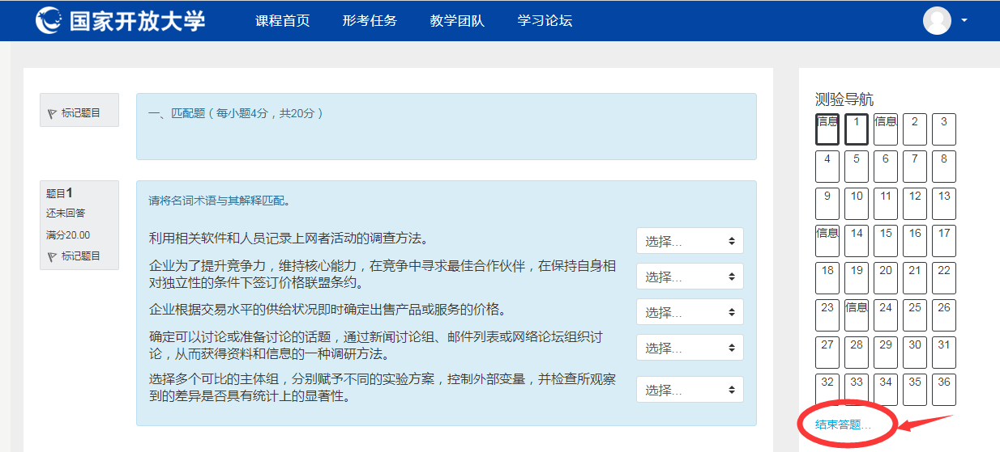 国家开放大学
课程首页
形考任务
教学团队
学习论坛
标记题目
一、匹配题（每小题4分，共20分）
题目1
还未回答
满分20.00
标记题目
请将名词术语与其解释匹配。
利用相关软件和人员记录上网者活动的调查方法。
选择...
企业为了提升竞争力，维持核心能力，在竞争中寻求最佳合作伙伴，在保持自身相
对独立性的条件下签订价格联盟条约。
选择...
企业根据交易水平的供给状况即时确定出售产品或服务的价格。
选择...
确定可以讨论或准备讨论的话题，通过新闻讨论组、邮件列表或网络论坛组织讨
论，从而获得资料和信息的一种调研方法。
选择...
选择多个可比的主体组，分别赋予不同的实验方案，控制外部变量，并检查所观察
到的差异是否具有统计上的显著性。
选择...
测验导航
信息 1 信息 2 3
4 5 6 7 8
9 10 11 12 13
信息 14 15 16 17
18 19 20 21 22
23 信息 24 25 26
27 28 29 30 31
32 33 34 35 36
结束答题...